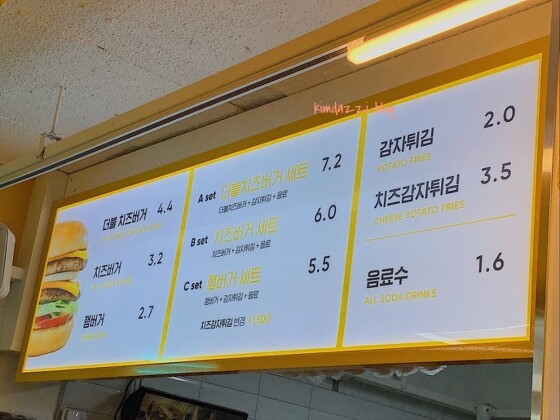 kimdazzi blog
더블 치즈버거 4.4
치즈버거 3.2
햄버거 2.7
A set 더블치즈버거 세트 7.2
더블치즈버거 + 감자튀김 + 음료
B set 치즈버거 세트 6.0
치즈버거 + 감자튀김 + 음료
C set 햄버거 세트 5.5
햄버거 + 감자튀김 + 음료
치즈감자튀김 변경 +1,500
감자튀김 2.0
POTATO FRIES
치즈감자튀김 3.5
CHEESE POTATO FRIES
음료수 1.6
ALL SODA DRINKS